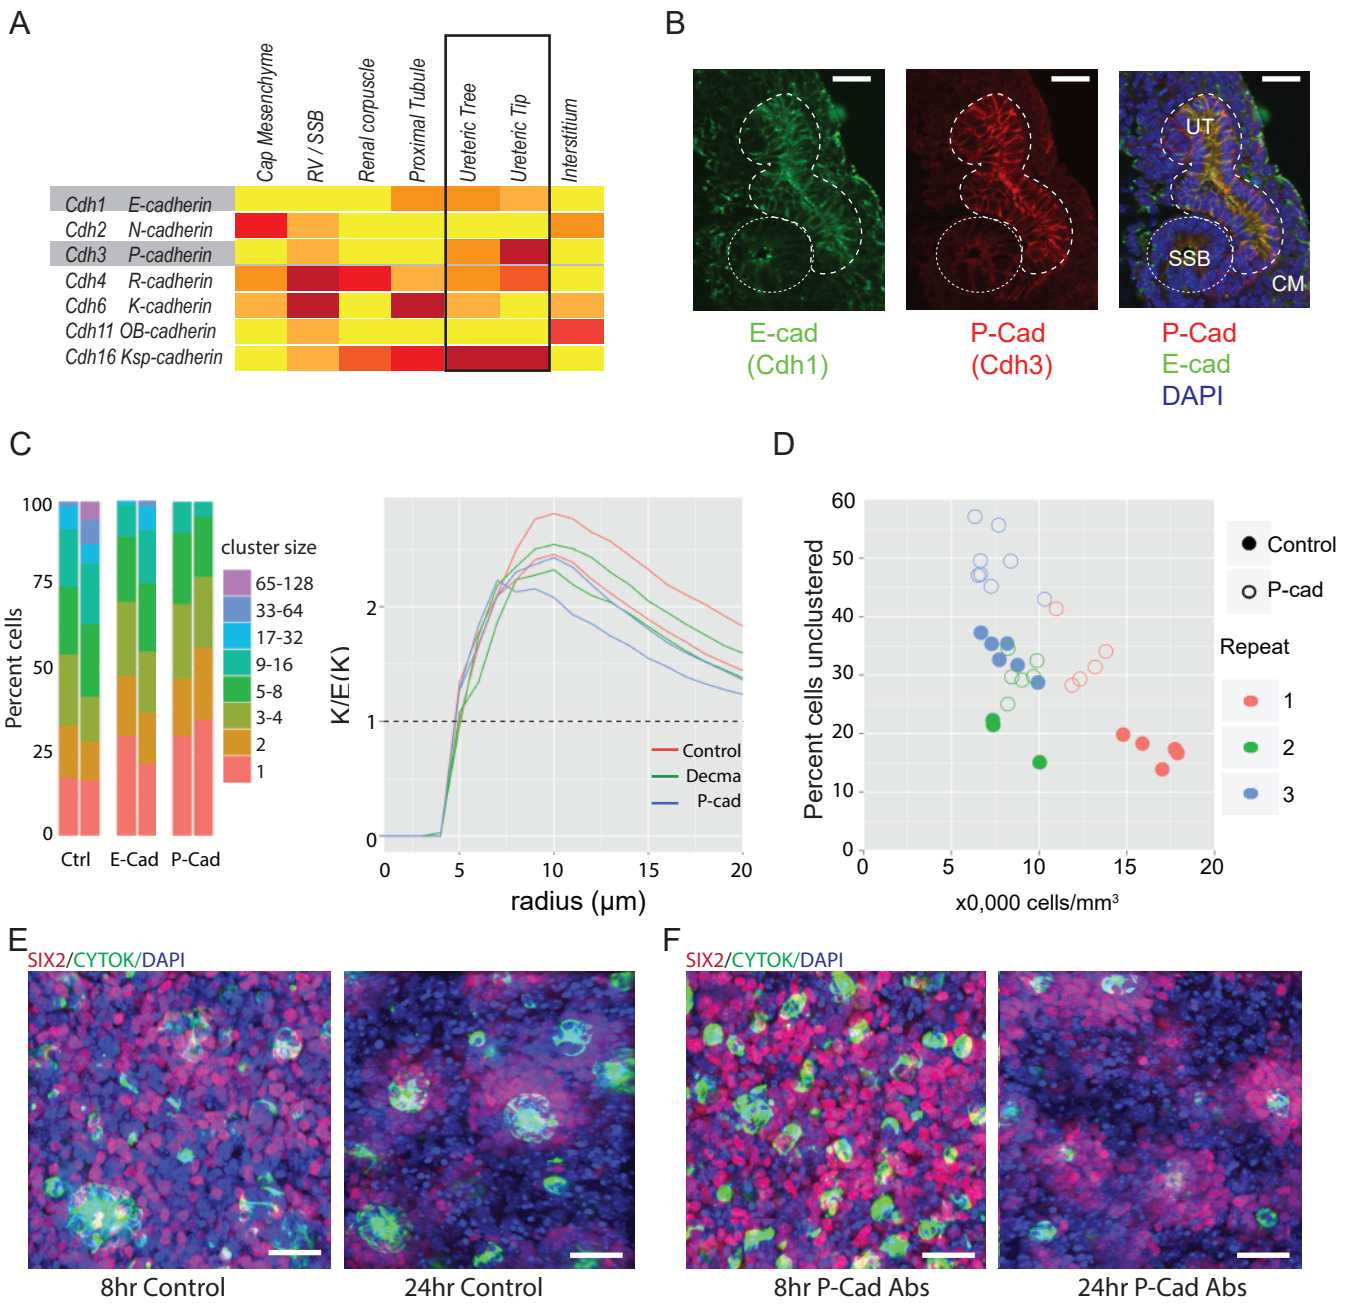 A
Cap Mesenchyme
RV / SSB
Renal corpuscle
Proximal Tubule
Ureteric Tree
Ureteric Tip
Interstitium
Cdh1 E-cadherin
Cdh2 N-cadherin
Cdh3 P-cadherin
Cdh4 R-cadherin
Cdh6 K-cadherin
Cdh11 OB-cadherin
Cdh16 Ksp-cadherin
B
UT
SSB
CM
E-cad
(Cdh1)
P-Cad
(Cdh3)
P-Cad
E-cad
DAPI
C
Percent cells
100
75
50
25
0
Ctrl
E-Cad
P-Cad
cluster size
65-128
33-64
17-32
9-16
5-8
3-4
2
1
K/E(K)
2
1
0
0
5
10
15
20
radius (µm)
Control
Decma
P-cad
D
Percent cells unclustered
60
50
40
30
20
10
0
0
5
10
15
20
x0,000 cells/mm³
Control
P-cad
Repeat
1
2
3
E
SIX2/CYTOK/DAPI
8hr Control
24hr Control
F
SIX2/CYTOK/DAPI
8hr P-Cad Abs
24hr P-Cad Abs